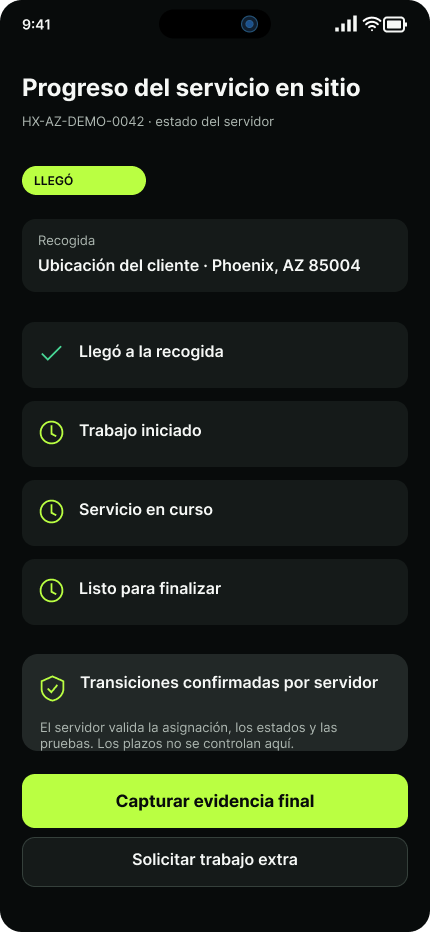 9:41
Progreso del servicio en sitio
HX-AZ-DEMO-0042 · estado del servidor
LLEGÓ
Recogida
Ubicación del cliente · Phoenix, AZ 85004
Llegó a la recogida
Trabajo iniciado
Servicio en curso
Listo para finalizar
Transiciones confirmadas por servidor
El servidor valida la asignación, los estados y las
pruebas. Los plazos no se controlan aquí.
Capturar evidencia final
Solicitar trabajo extra